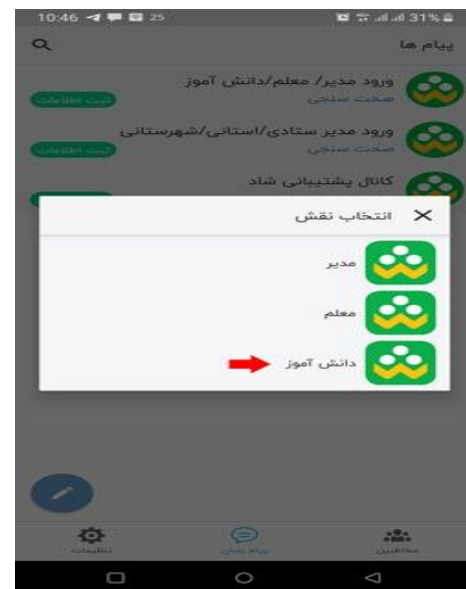 10:46 25 31%
پیام ها
ورود مدیر/ معلم/دانش آموز
صحت سنجی
ثبت اطلاعات
ورود مدیر ستادی/استانی/شهرستانی
صحت سنجی
ثبت اطلاعات
کانال پشتیبانی شاد
انتخاب نقش
مدیر
معلم
دانش آموز
مخاطبین
پیام رسان
تنظیمات